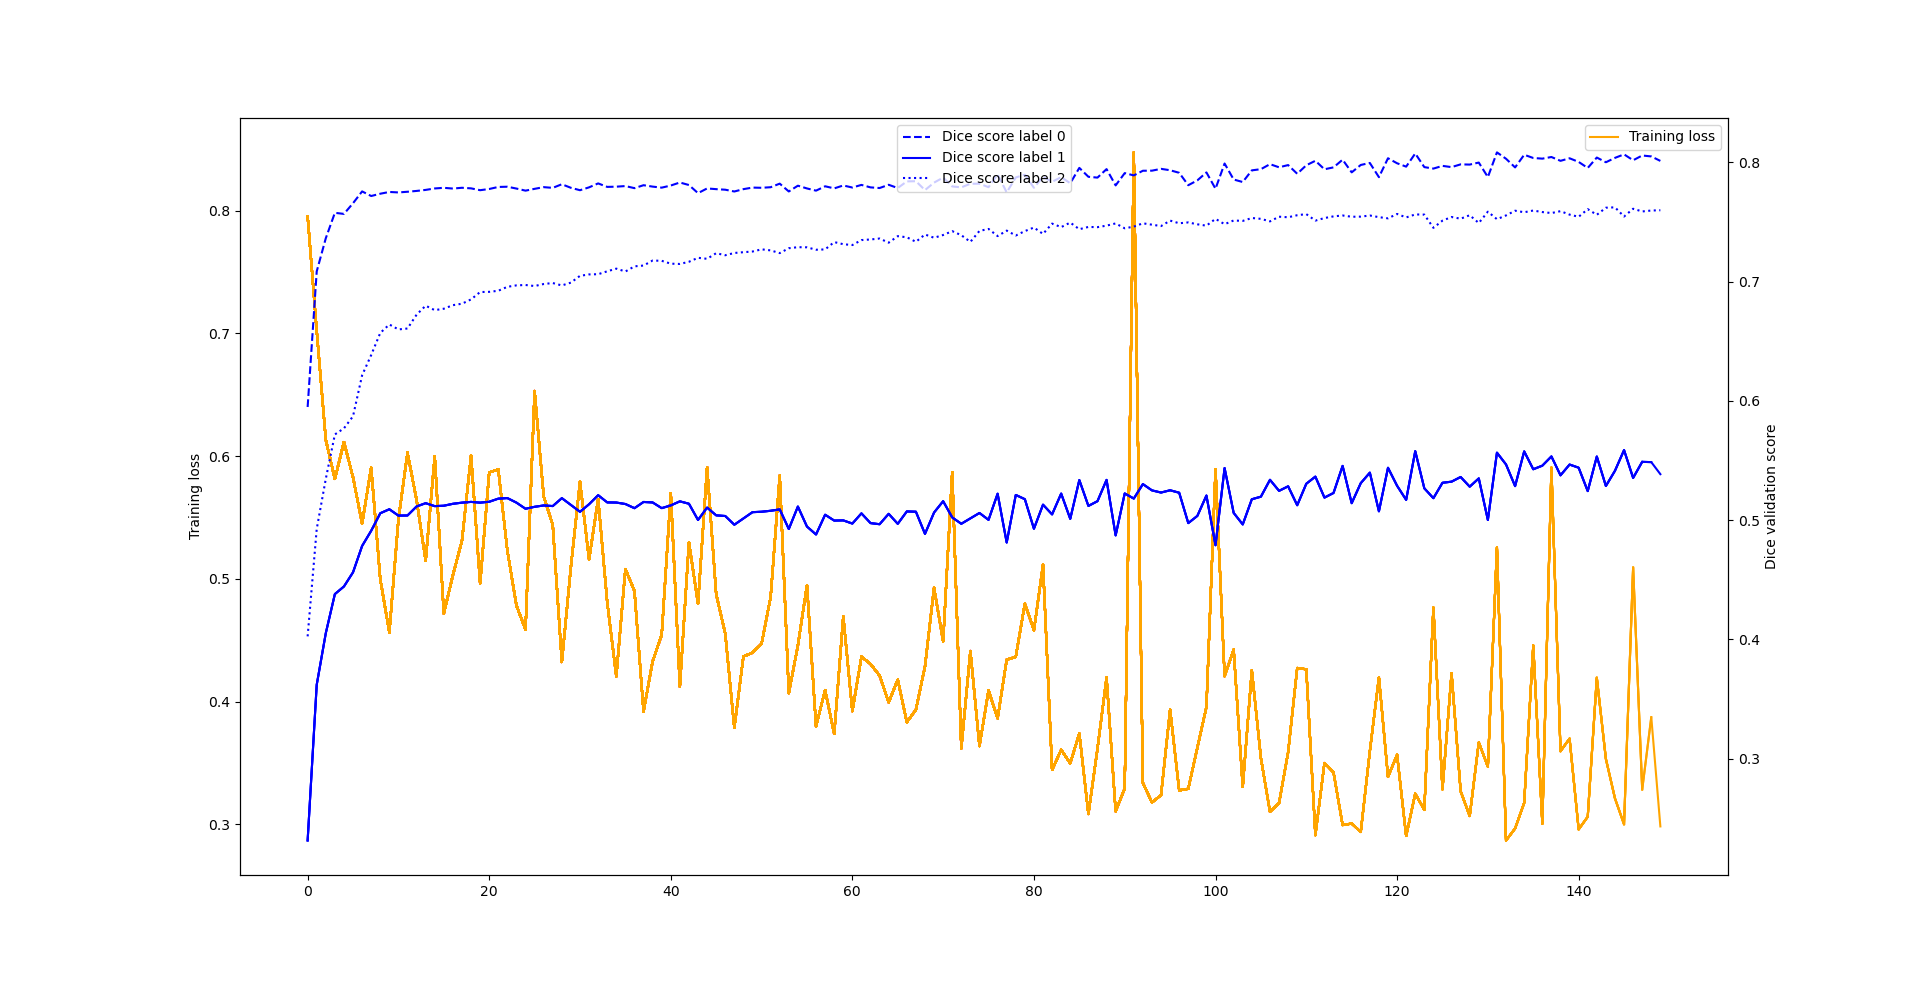 Dice score label 0
Dice score label 1
Dice score label 2
Training loss
0.8
0.7
0.6
0.5
0.4
0.3
Training loss
0.8
0.7
0.6
0.5
0.4
0.3
Dice validation score
0 20 40 60 80 100 120 140